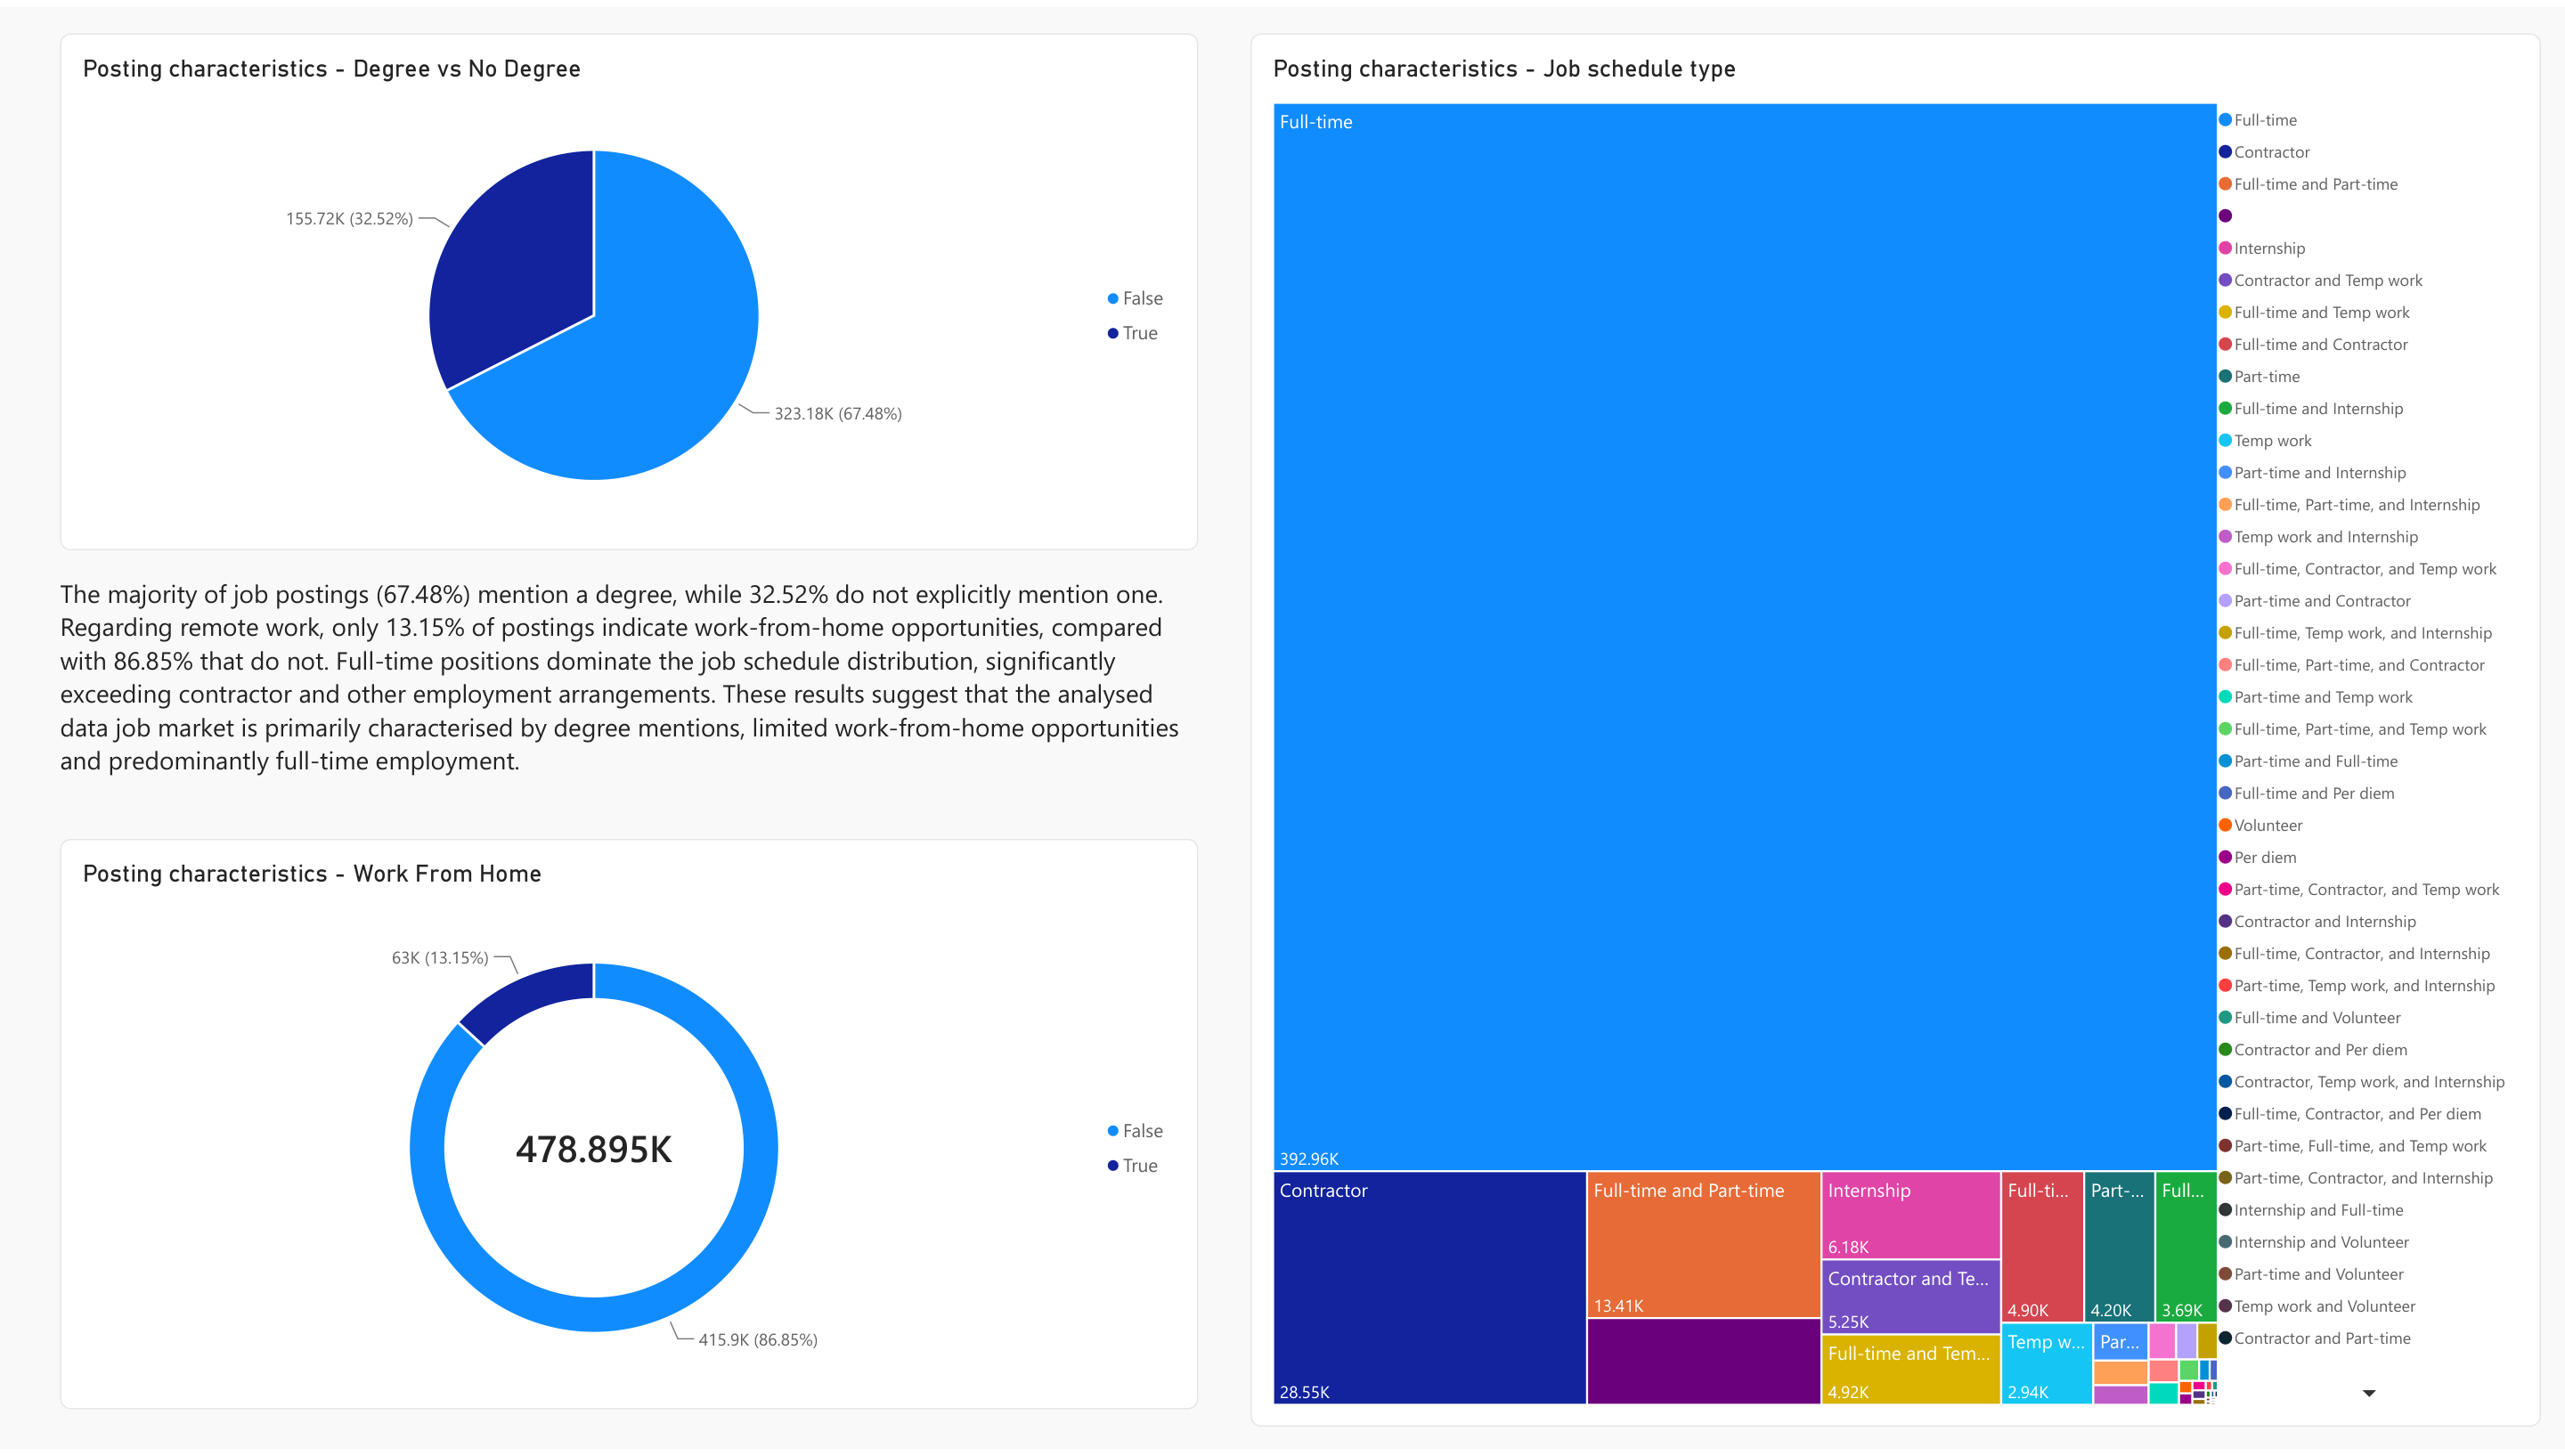 Posting characteristics - Degree vs No Degree
155.72K (32.52%)
323.18K (67.48%)
False
True
The majority of job postings (67.48%) mention a degree, while 32.52% do not explicitly mention one.
Regarding remote work, only 13.15% of postings indicate work-from-home opportunities, compared
with 86.85% that do not. Full-time positions dominate the job schedule distribution, significantly
exceeding contractor and other employment arrangements. These results suggest that the analysed
data job market is primarily characterised by degree mentions, limited work-from-home opportunities
and predominantly full-time employment.
Posting characteristics - Work From Home
63K (13.15%)
478.895K
415.9K (86.85%)
False
True
Posting characteristics - Job schedule type
Full-time
392.96K
Contractor
28.55K
Full-time and Part-time
13.41K
Internship
6.18K
Contractor and Te...
5.25K
Full-time and Tem...
4.92K
Full-ti...
4.90K
Part-...
4.20K
Full...
3.69K
Temp w...
2.94K
Par...
Full-time
Contractor
Full-time and Part-time
Internship
Contractor and Temp work
Full-time and Temp work
Full-time and Contractor
Part-time
Full-time and Internship
Temp work
Part-time and Internship
Full-time, Part-time, and Internship
Temp work and Internship
Full-time, Contractor, and Temp work
Part-time and Contractor
Full-time, Temp work, and Internship
Full-time, Part-time, and Contractor
Part-time and Temp work
Full-time, Part-time, and Temp work
Part-time and Full-time
Full-time and Per diem
Volunteer
Per diem
Part-time, Contractor, and Temp work
Contractor and Internship
Full-time, Contractor, and Internship
Part-time, Temp work, and Internship
Full-time and Volunteer
Contractor and Per diem
Contractor, Temp work, and Internship
Full-time, Contractor, and Per diem
Part-time, Full-time, and Temp work
Part-time, Contractor, and Internship
Internship and Full-time
Internship and Volunteer
Part-time and Volunteer
Temp work and Volunteer
Contractor and Part-time